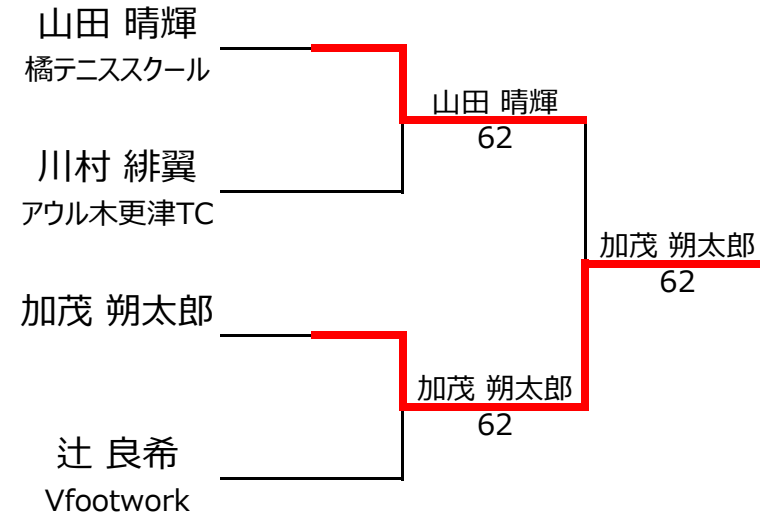 山田 晴輝
橘テニススクール
川村 緋翼
アウル木更津TC
加茂 朔太郎
辻 良希
Vfootwork
山田 晴輝
62
加茂 朔太郎
62
加茂 朔太郎
62